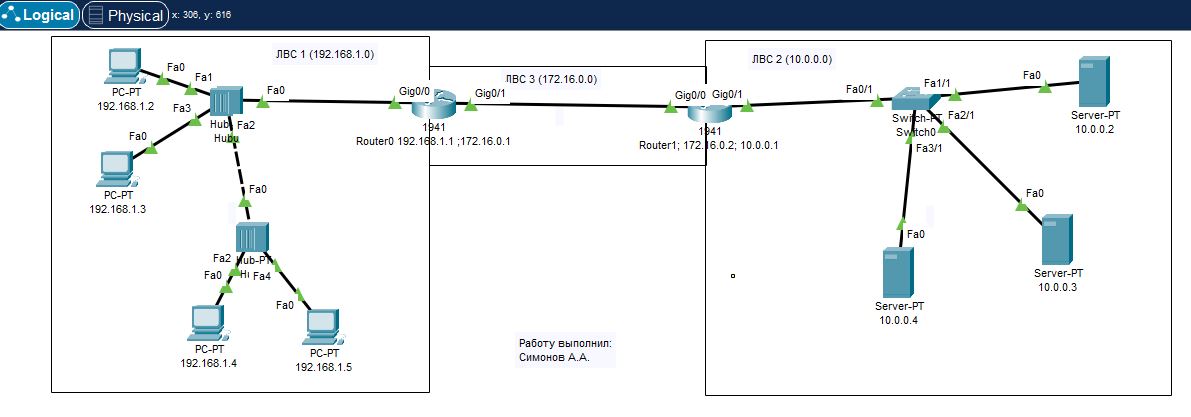 Logical
Physical
x: 306, y: 616
ЛВС 1 (192.168.1.0)
Fa0
Fa1
PC-PT
192.168.1.2
Fa3
Fa0
Fa2
Fa0
PC-PT
192.168.1.3
Fa0
Fa2
Fa0
Fa4
Fa0
PC-PT
192.168.1.4
PC-PT
192.168.1.5
ЛВС 3 (172.16.0.0)
Gig0/0
Gig0/1
1941
Router0 192.168.1.1 ;172.16.0.1
Gig0/0
Gig0/1
1941
Router1; 172.16.0.2; 10.0.0.1
ЛВС 2 (10.0.0.0)
Fa0/1
Fa1/1
Fa2/1
Fa3/1
Switch-PT
Switch0
Fa0
Server-PT
10.0.0.2
Fa0
Server-PT
10.0.0.3
Fa0
Server-PT
10.0.0.4
Работу выполнил:
Симонов А.А.